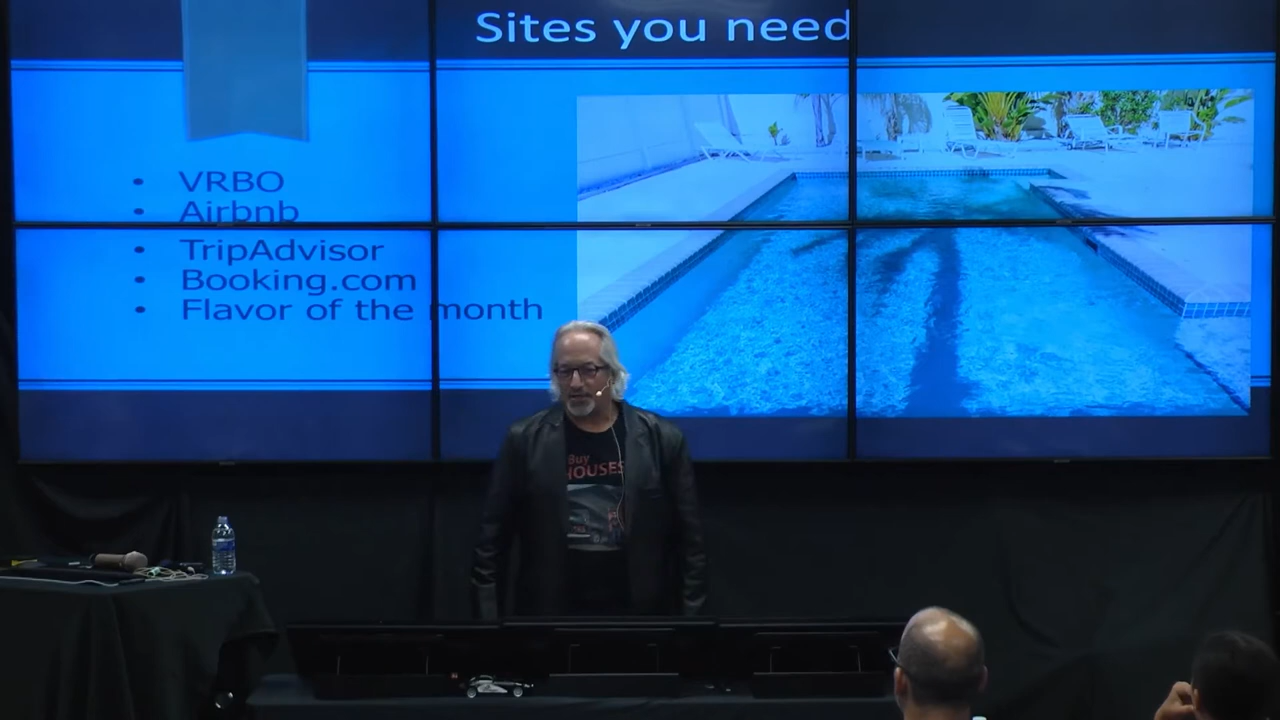 Sites you need
• VRBO
• Airbnb
• TripAdvisor
• Booking.com
• Flavor of the month
Buy
HOUSES